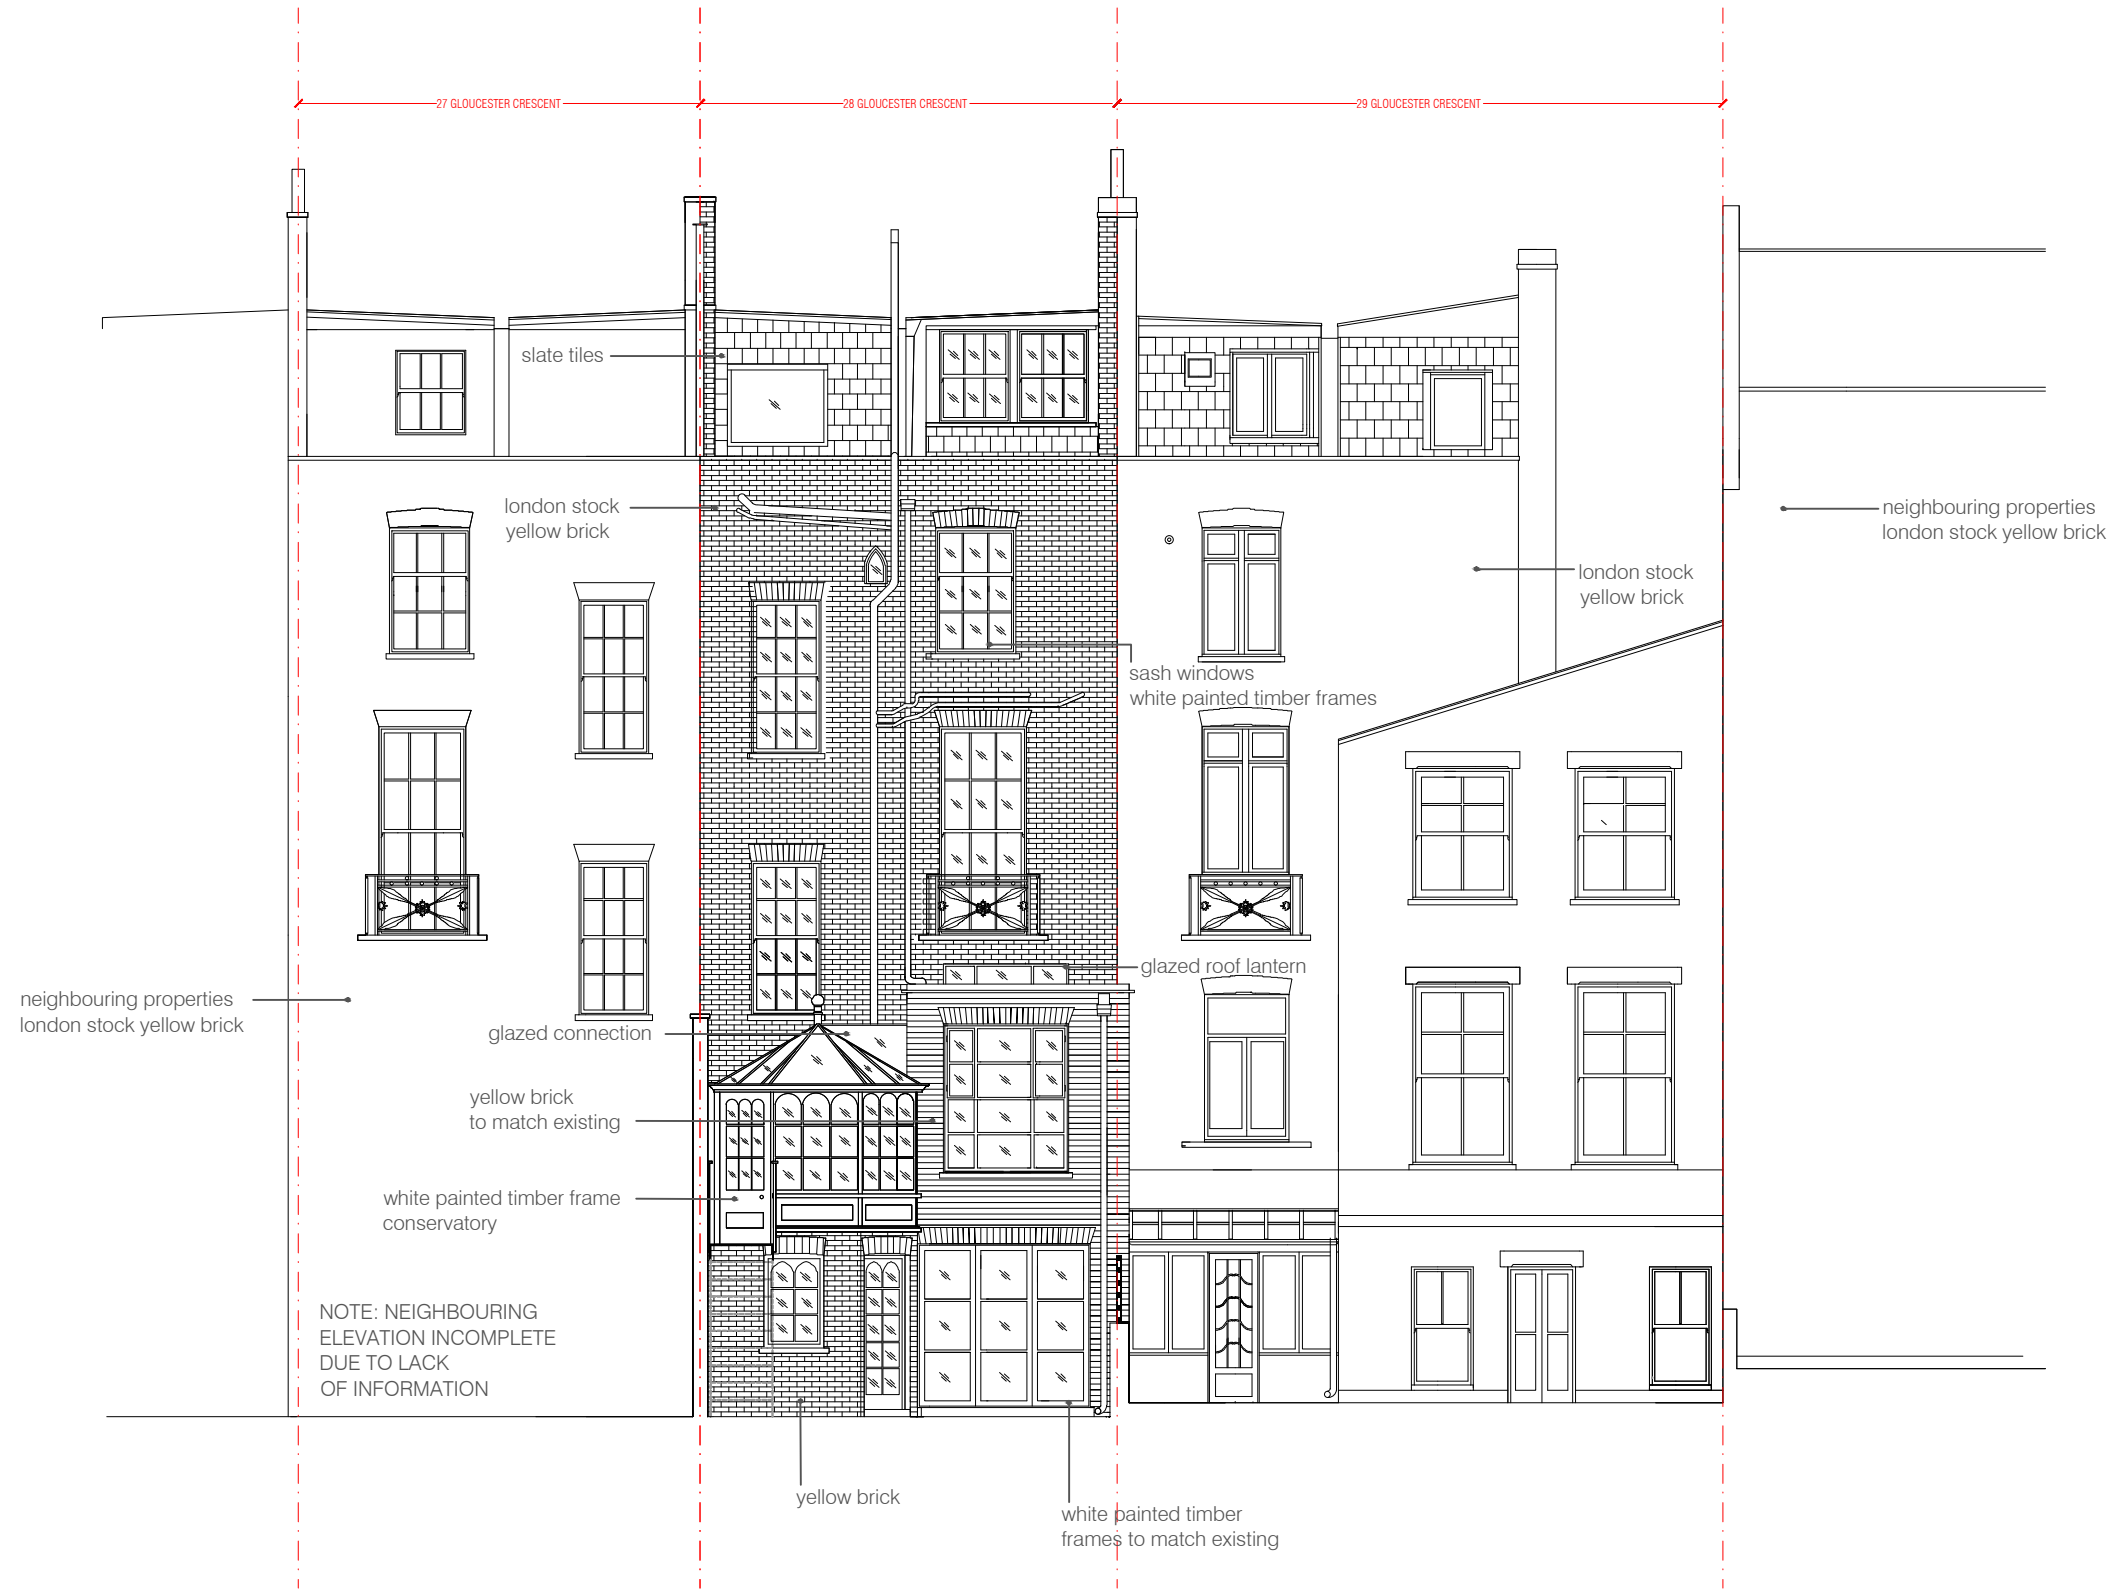 27 GLOUCESTER CRESCENT
28 GLOUCESTER CRESCENT
29 GLOUCESTER CRESCENT
slate tiles
london stock
yellow brick
neighbouring properties
london stock yellow brick
london stock
yellow brick
sash windows
white painted timber frames
glazed roof lantern
neighbouring properties
london stock yellow brick
glazed connection
yellow brick
to match existing
white painted timber frame
conservatory
NOTE: NEIGHBOURING
ELEVATION INCOMPLETE
DUE TO LACK
OF INFORMATION
yellow brick
white painted timber
frames to match existing